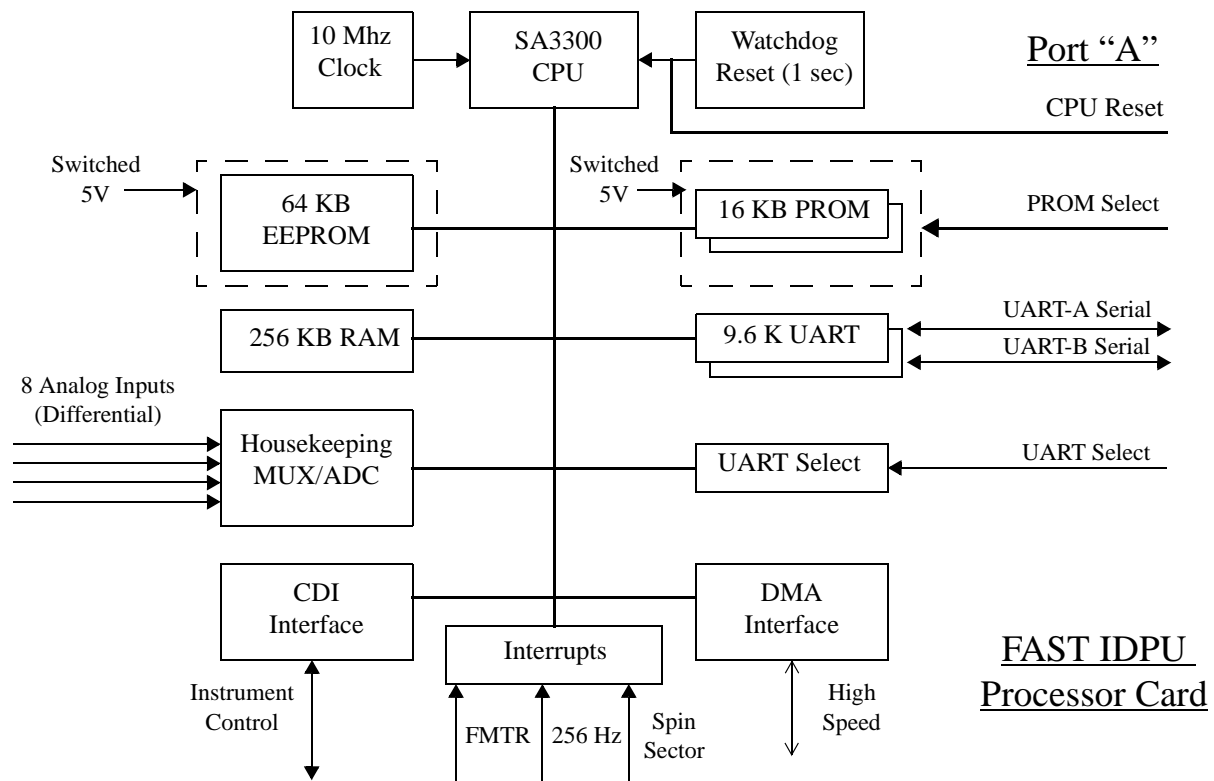 10 Mhz
Clock
SA3300
CPU
Watchdog
Reset (1 sec)
Port “A”
CPU Reset
Switched
5V
64 KB
EEPROM
Switched
5V
16 KB PROM
PROM Select
256 KB RAM
9.6 K UART
UART-A Serial
UART-B Serial
8 Analog Inputs
(Differential)
Housekeeping
MUX/ADC
UART Select
UART Select
CDI
Interface
DMA
Interface
Interrupts
Instrument
Control
FMTR
256 Hz
Spin
Sector
High
Speed
FAST IDPU
Processor Card